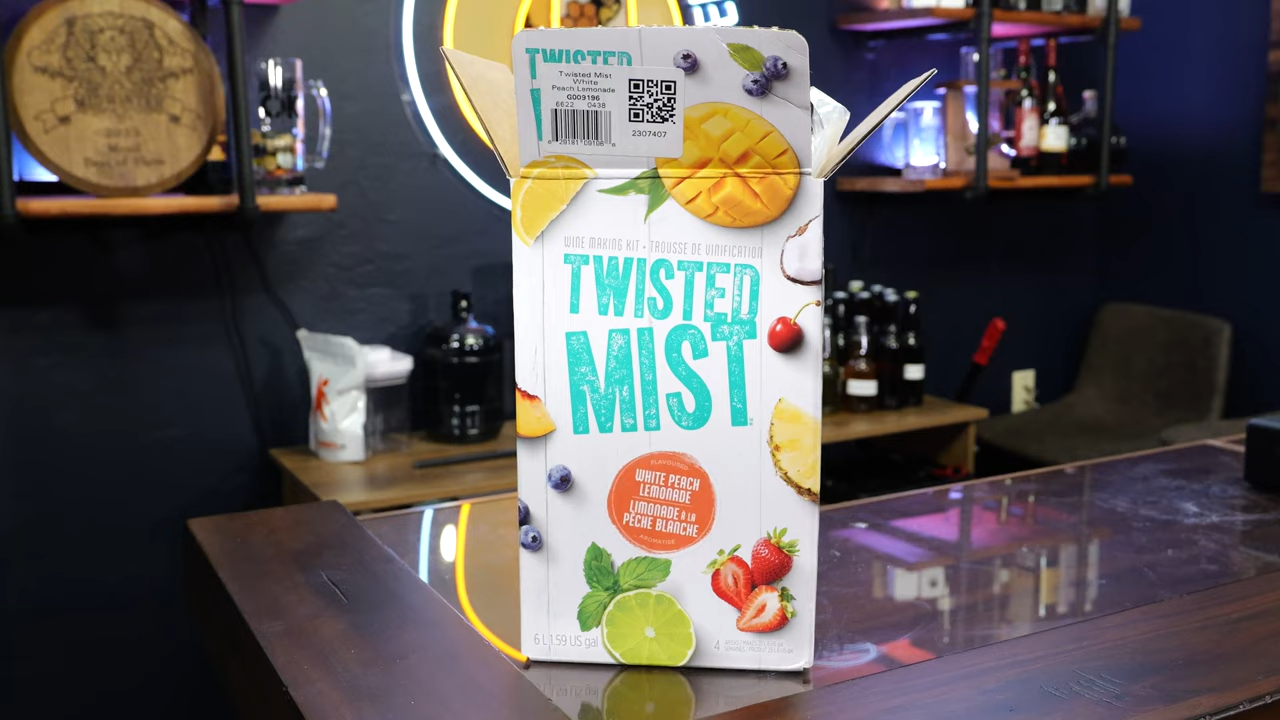 TWISTED
Twisted Mist
White
Peach Lemonade
G009196
6622 0438
2307407
WINE MAKING KIT • TROUSSE DE VINIFICATION
TWISTED
MIST
FLAVOURED
WHITE PEACH
LEMONADE
LIMONADE À LA
PÊCHE BLANCHE
AROMATISÉ
6 L 1.59 US gal
4